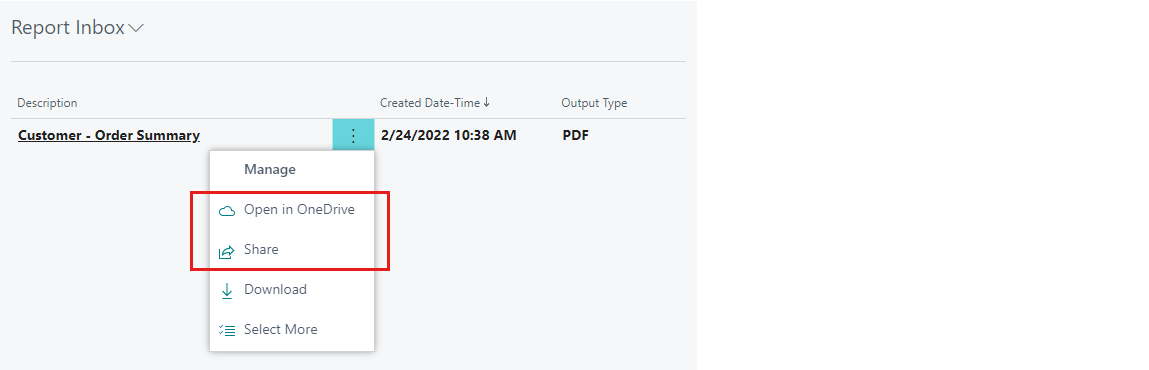 Report Inbox
Description Created Date-Time Output Type
Customer - Order Summary 2/24/2022 10:38 AM PDF
Manage
Open in OneDrive
Share
Download
Select More